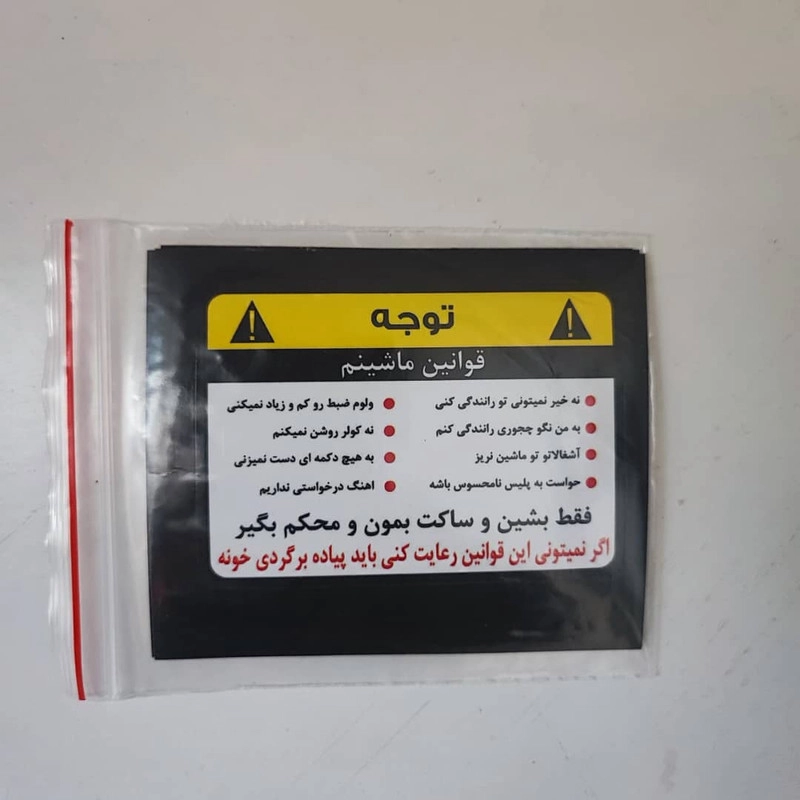 توجه
قوانین ماشینم
نه خیر نمیتونی تو رانندگی کنی
به من نگو چجوری رانندگی کنم
آشغالاتو تو ماشین نریز
حواست به پلیس نامحسوس باشه
ولوم ضبط رو کم و زیاد نمیکنی
نه کولر روشن نمیکنم
به هیچ دکمه ای دست نمیزنی
اهنگ درخواستی نداریم
فقط بشین و ساکت بمون و محکم بگیر
اگر نمیتونی این قوانین رعایت کنی باید پیاده برگردی خونه